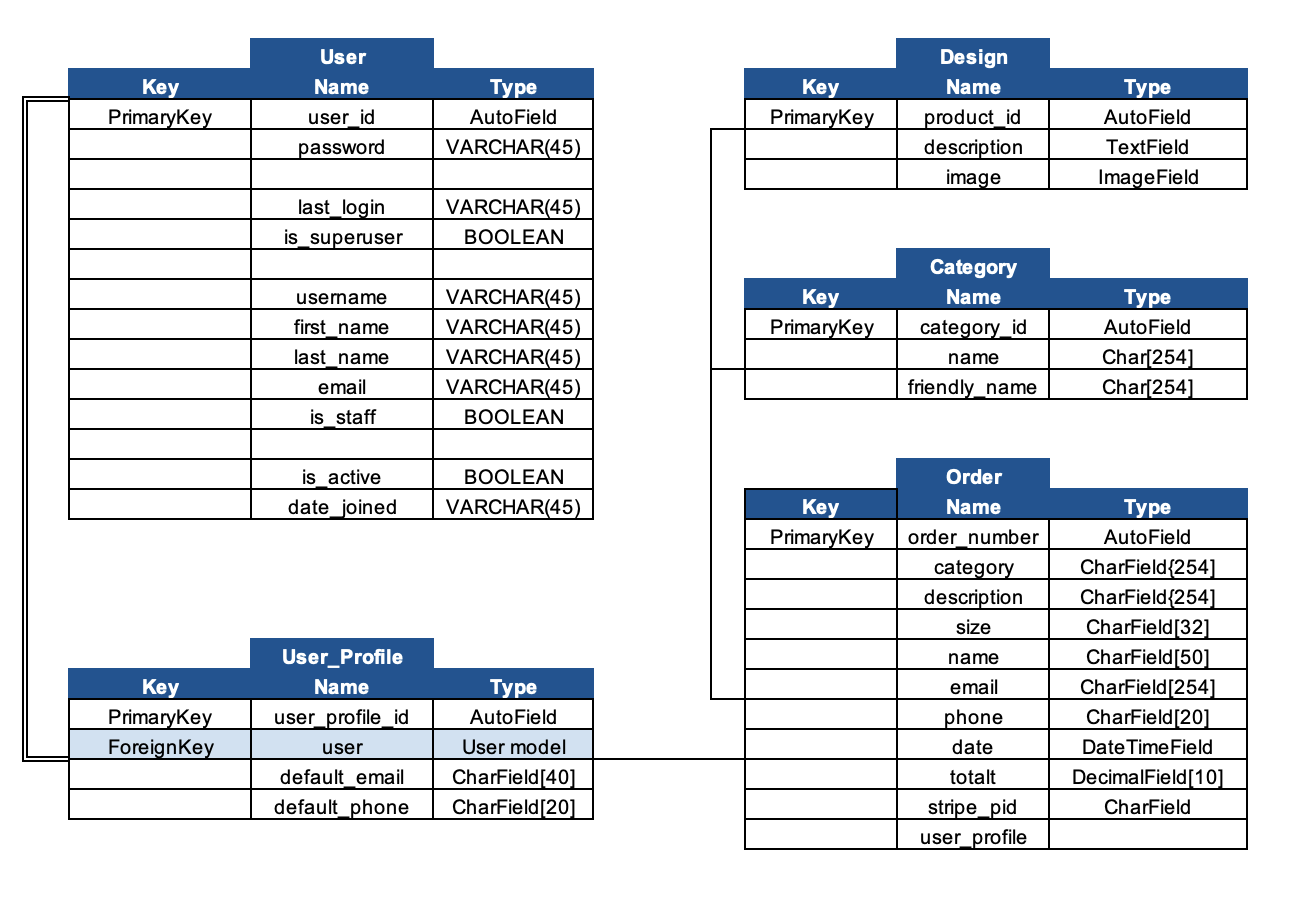 User
Key Name Type
PrimaryKey user_id AutoField
password VARCHAR(45)
last_login VARCHAR(45)
is_superuser BOOLEAN
username VARCHAR(45)
first_name VARCHAR(45)
last_name VARCHAR(45)
email VARCHAR(45)
is_staff BOOLEAN
is_active BOOLEAN
date_joined VARCHAR(45)
User_Profile
Key Name Type
PrimaryKey user_profile_id AutoField
ForeignKey user User model
default_email CharField[40]
default_phone CharField[20]
Design
Key Name Type
PrimaryKey product_id AutoField
description TextField
image ImageField
Category
Key Name Type
PrimaryKey category_id AutoField
name Char[254]
friendly_name Char[254]
Order
Key Name Type
PrimaryKey order_number AutoField
category CharField{254]
description CharField{254]
size CharField[32]
name CharField[50]
email CharField[254]
phone CharField[20]
date DateTimeField
totalt DecimalField[10]
stripe_pid CharField
user_profile